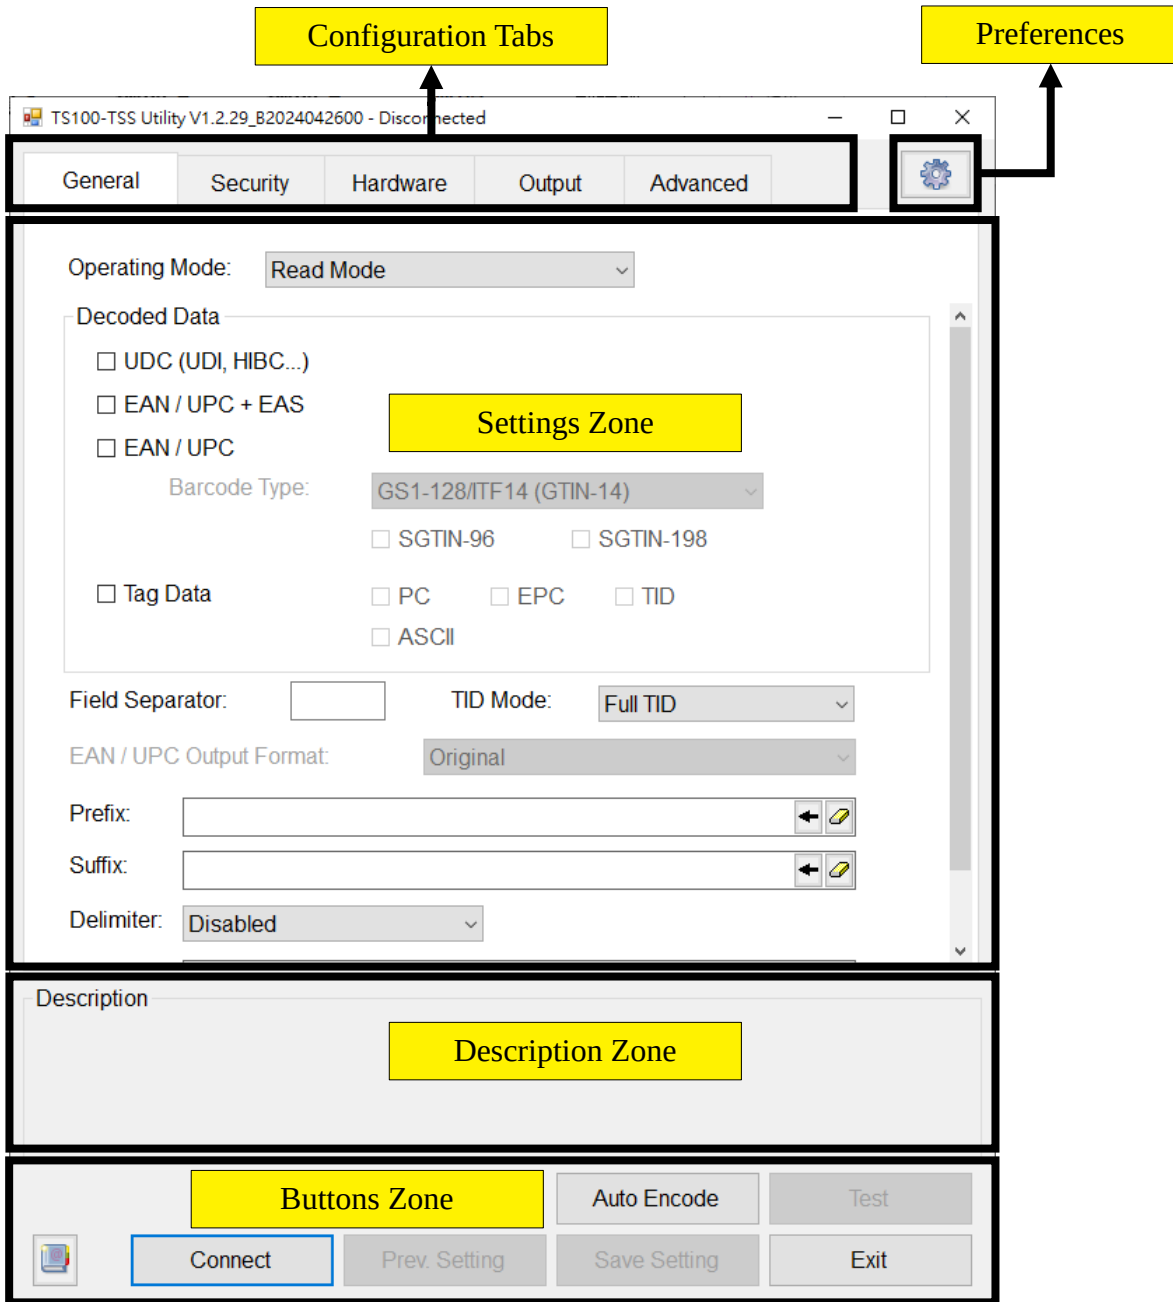 Configuration Tabs
Preferences
TS100-TSS Utility V1.2.29_B2024042600 - Disconnected
General Security Hardware Output Advanced
Operating Mode: Read Mode
Decoded Data
UDC (UDI, HIBC...)
EAN / UPC + EAS
Settings Zone
EAN / UPC
Barcode Type: GS1-128/ITF14 (GTIN-14)
SGTIN-96 SGTIN-198
Tag Data PC EPC TID
ASCII
Field Separator: TID Mode: Full TID
EAN / UPC Output Format: Original
Prefix:
Suffix:
Delimiter: Disabled
Description
Description Zone
Buttons Zone
Auto Encode Test
Connect Prev. Setting Save Setting Exit